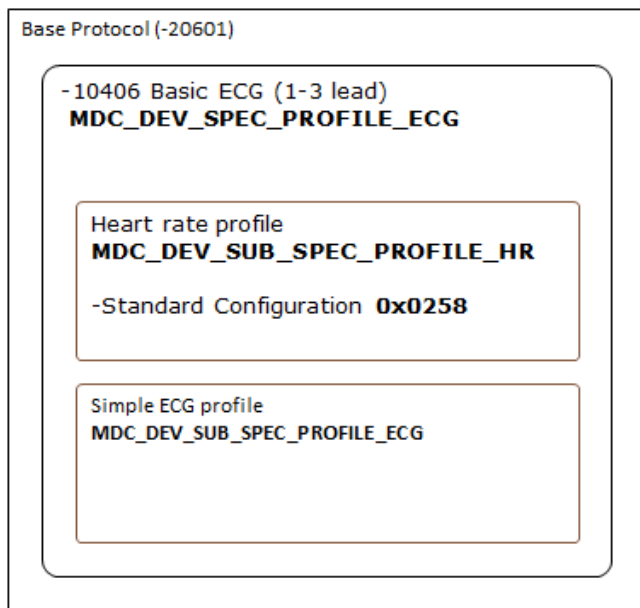 Base Protocol (-20601)
-10406 Basic ECG (1-3 lead)
MDC_DEV_SPEC_PROFILE_ECG
Heart rate profile
MDC_DEV_SUB_SPEC_PROFILE_HR
-Standard Configuration 0x0258
Simple ECG profile
MDC_DEV_SUB_SPEC_PROFILE_ECG